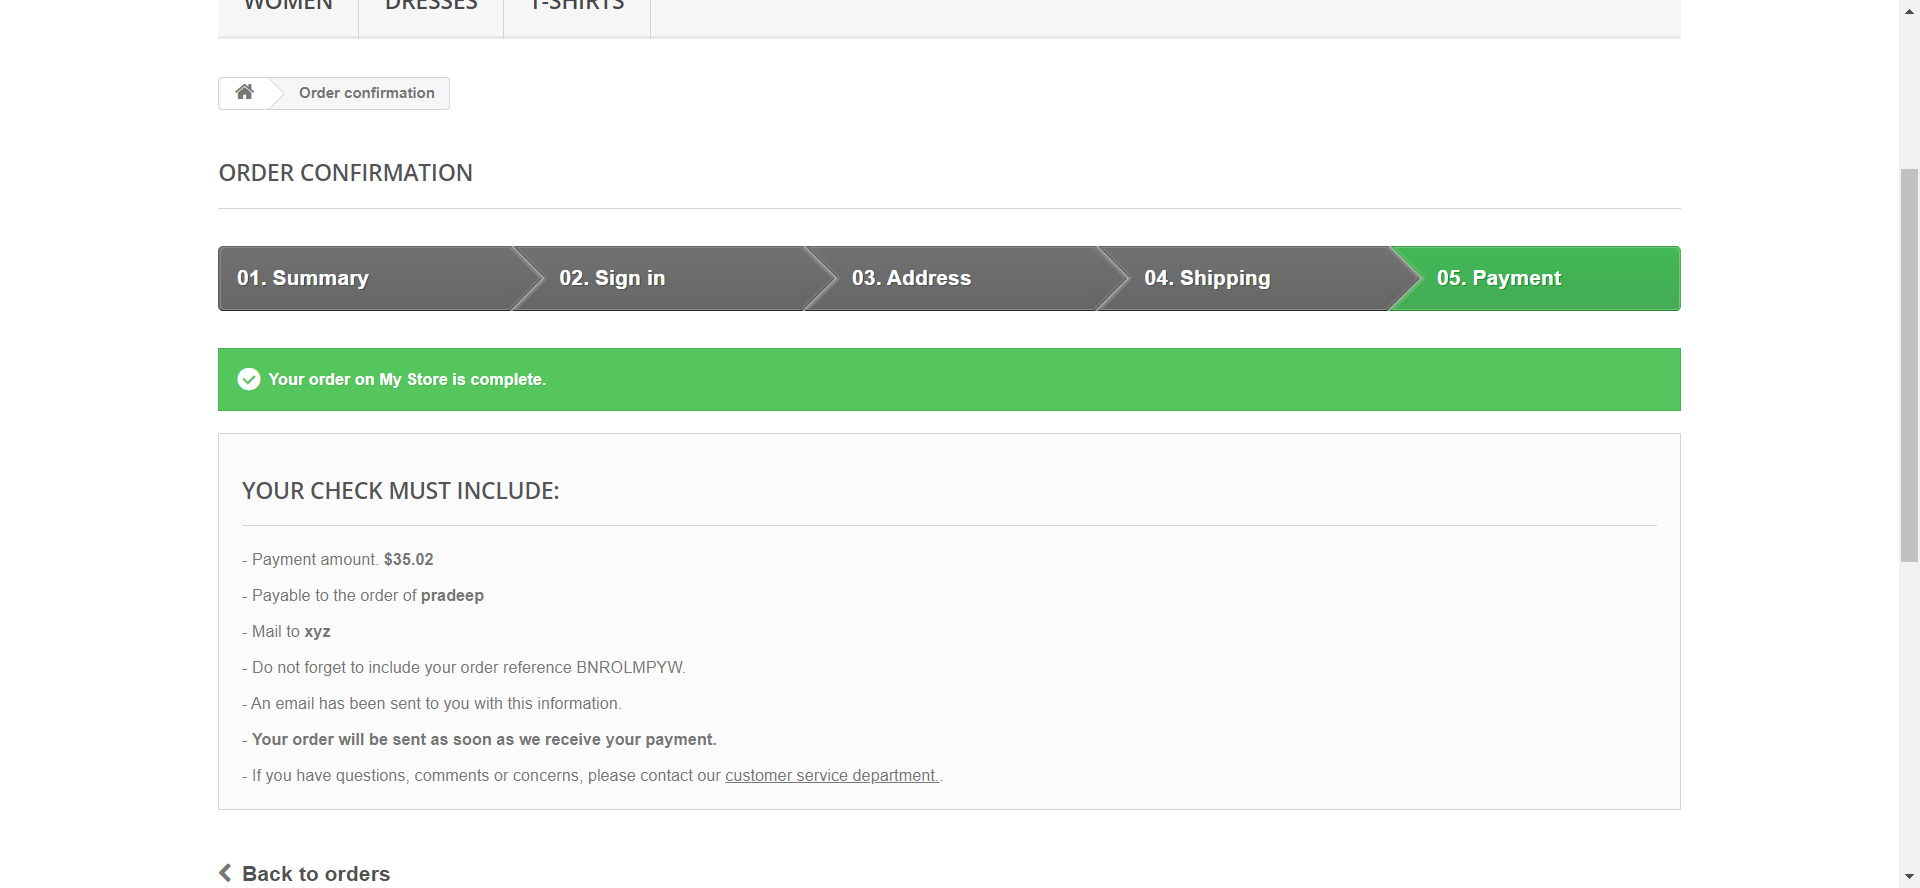 WOMEN DRESSES T-SHIRTS
Order confirmation
ORDER CONFIRMATION
01. Summary 02. Sign in 03. Address 04. Shipping 05. Payment
Your order on My Store is complete.
YOUR CHECK MUST INCLUDE:
- Payment amount. $35.02
- Payable to the order of pradeep
- Mail to xyz
- Do not forget to include your order reference BNROLMPYW.
- An email has been sent to you with this information.
- Your order will be sent as soon as we receive your payment.
- If you have questions, comments or concerns, please contact our customer service department..
Back to orders